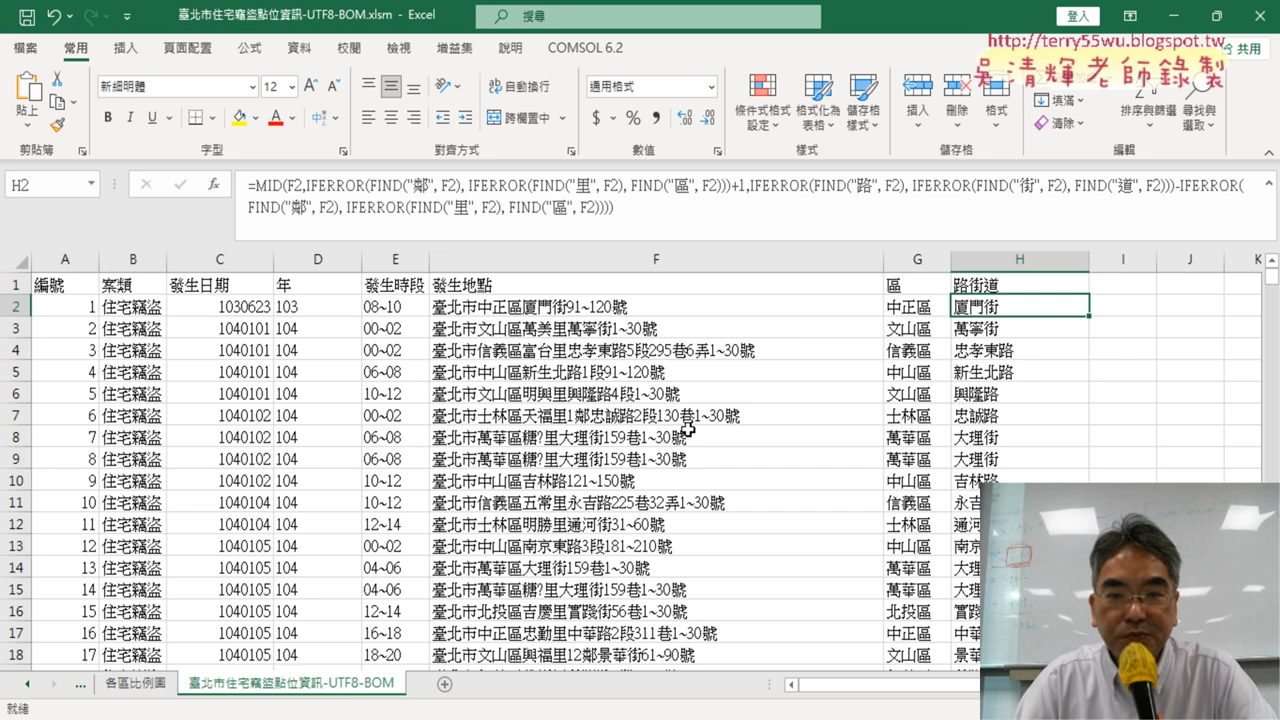 臺北市住宅竊盜點位資訊-UTF8-BOM.xlsm - Excel
搜尋
登入
檔案 常用 插入 頁面配置 公式 資料 校閱 檢視 增益集 說明 COMSOL 6.2
http://terry55wu.blogspot.tw
共用
吳清輝老師錄製
新細明體 12 自動換行 通用格式
貼上 條件式格式設定 格式化為表格 儲存格樣式 插入 刪除 格式 填滿 排序與篩選 尋找與選取
B I U 跨欄置中 $ % 清除
剪貼簿 字型 對齊方式 數值 樣式 儲存格 編輯
H2 fx =MID(F2,IFERROR(FIND("鄰", F2), IFERROR(FIND("里", F2), FIND("區", F2)))+1,IFERROR(FIND("路", F2), IFERROR(FIND("街", F2), FIND("道", F2)))-IFERROR(
FIND("鄰", F2), IFERROR(FIND("里", F2), FIND("區", F2))))
A B C D E F G H I J K
1 編號 案類 發生日期 年 發生時段 發生地點 區 路街道
2 1 住宅竊盜 1030623 103 08~10 臺北市中正區廈門街91~120號 中正區 廈門街
3 2 住宅竊盜 1040101 104 00~02 臺北市文山區萬美里萬寧街1~30號 文山區 萬寧街
4 3 住宅竊盜 1040101 104 00~02 臺北市信義區富台里忠孝東路5段295巷6弄1~30號 信義區 忠孝東路
5 4 住宅竊盜 1040101 104 06~08 臺北市中山區新生北路1段91~120號 中山區 新生北路
6 5 住宅竊盜 1040101 104 10~12 臺北市文山區明興里興隆路4段1~30號 文山區 興隆路
7 6 住宅竊盜 1040102 104 00~02 臺北市士林區天福里1鄰忠誠路2段130巷1~30號 士林區 忠誠路
8 7 住宅竊盜 1040102 104 06~08 臺北市萬華區糖?里大理街159巷1~30號 萬華區 大理街
9 8 住宅竊盜 1040102 104 06~08 臺北市萬華區糖?里大理街159巷1~30號 萬華區 大理街
10 9 住宅竊盜 1040102 104 06~08 臺北市中山區吉林路121~150號 中山區 吉林路
11 10 住宅竊盜 1040104 104 10~12 臺北市信義區五常里永吉路225巷32弄1~30號 信義區 永吉
12 11 住宅竊盜 1040104 104 12~14 臺北市士林區明勝里通河街31~60號 士林區 通河
13 12 住宅竊盜 1040105 104 00~02 臺北市中山區南京東路3段181~210號 中山區 南京
14 13 住宅竊盜 1040105 104 04~06 臺北市萬華區大理街159巷1~30號 萬華區 大理
15 14 住宅竊盜 1040105 104 04~06 臺北市萬華區糖?里大理街159巷1~30號 萬華區 大理
16 15 住宅竊盜 1040105 104 12~14 臺北市北投區吉慶里實踐街56巷1~30號 北投區 實踐
17 16 住宅竊盜 1040105 104 16~18 臺北市中正區忠勤里中華路2段311巷1~30號 中正區 中華
18 17 住宅竊盜 1040105 104 18~20 臺北市文山區興福里12鄰景華街61~90號 文山區 景華
... 各區比例圖 臺北市住宅竊盜點位資訊-UTF8-BOM
就緒